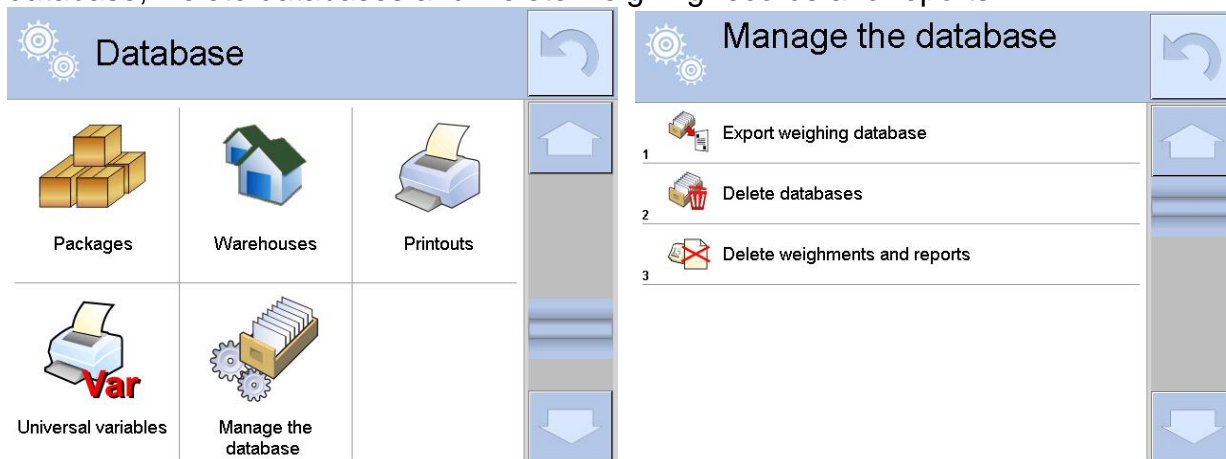 Database
Packages
Warehouses
Printouts
Var
Universal variables
Manage the
database
Manage the database
1
Export weighing database
2
Delete databases
3
Delete weighments and reports